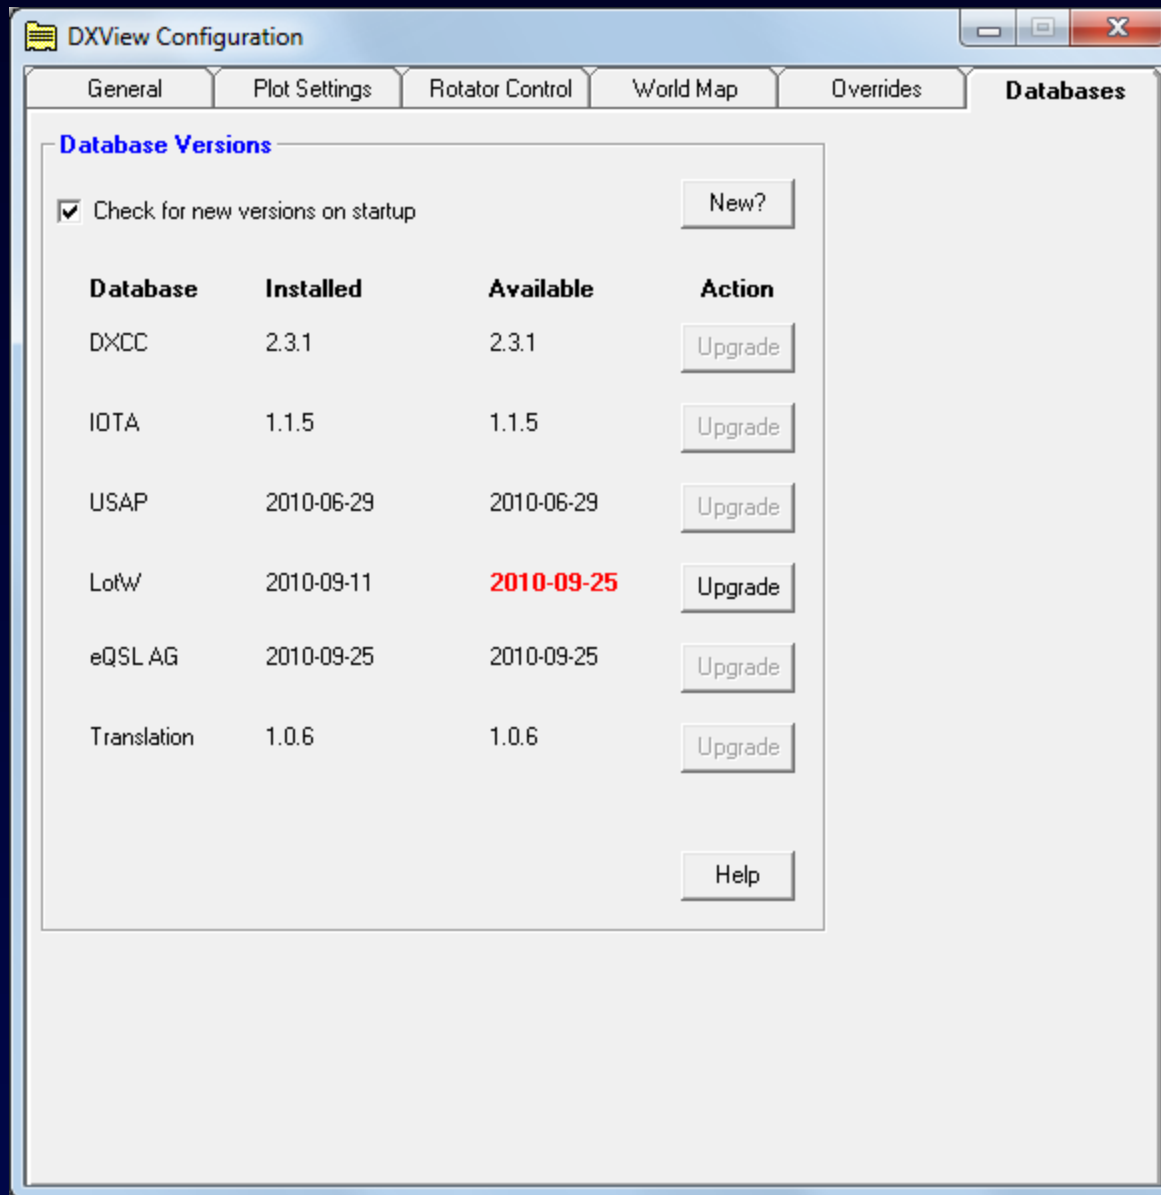 DXView Configuration
General Plot Settings Rotator Control World Map Overrides Databases
Database Versions
Check for new versions on startup New?
Database Installed Available Action
DXCC 2.3.1 2.3.1 Upgrade
IOTA 1.1.5 1.1.5 Upgrade
USAP 2010-06-29 2010-06-29 Upgrade
LotW 2010-09-11 2010-09-25 Upgrade
eQSL AG 2010-09-25 2010-09-25 Upgrade
Translation 1.0.6 1.0.6 Upgrade
Help